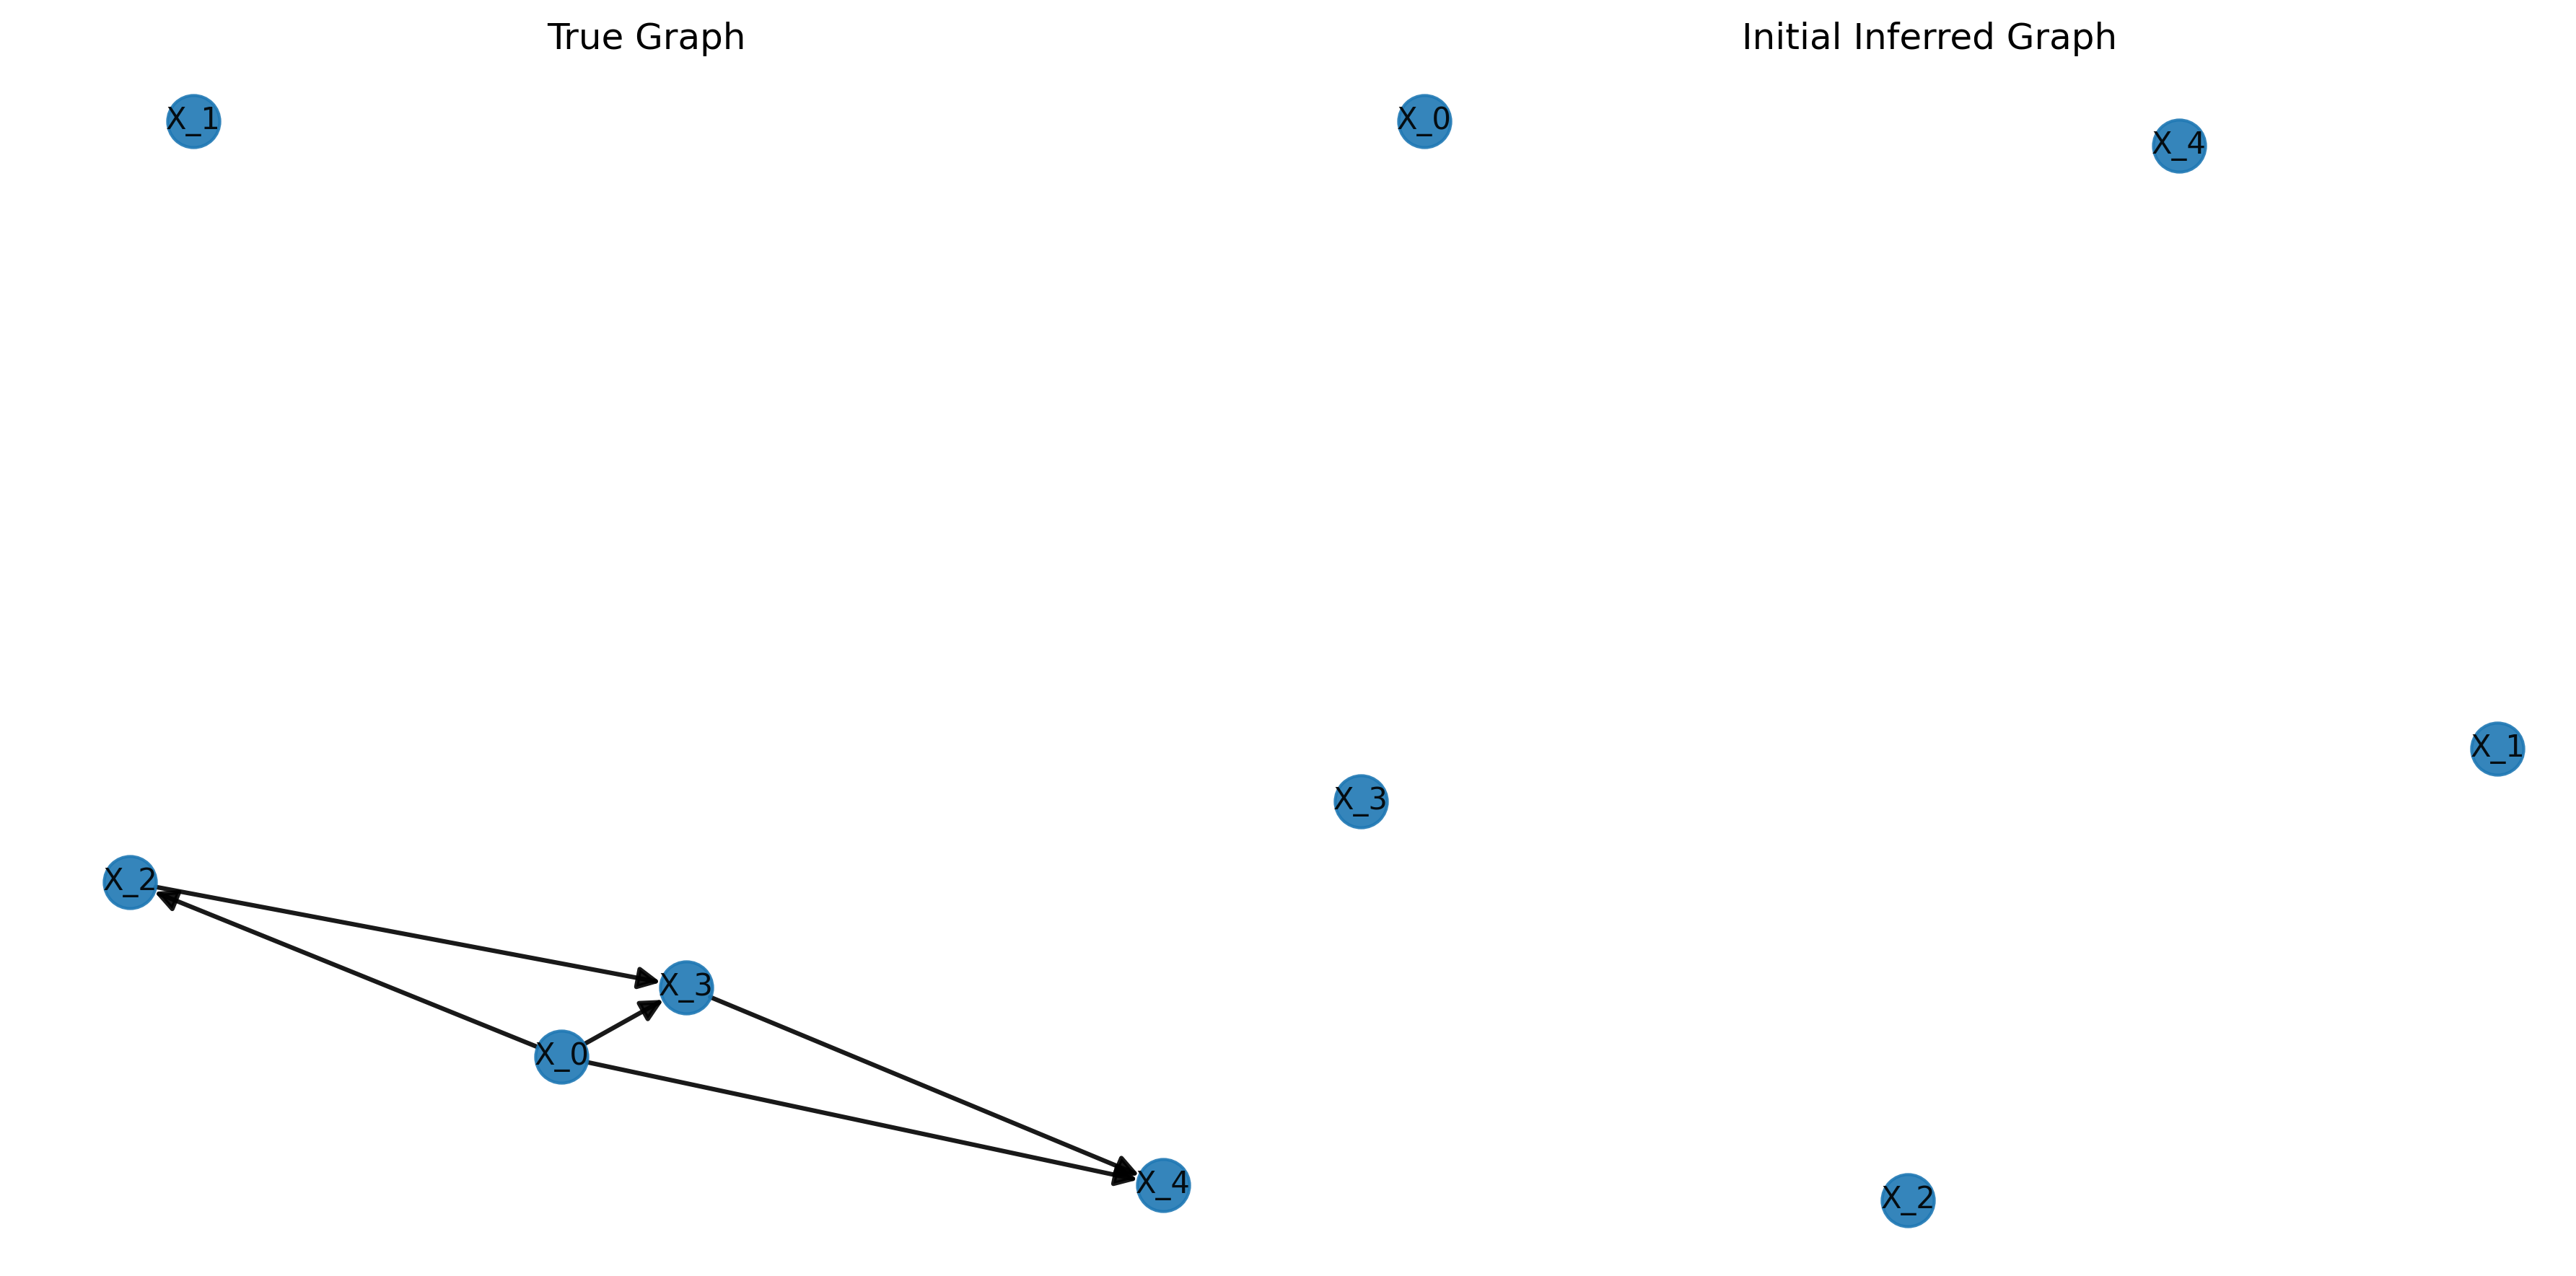 True Graph
X_1
X_2
X_3
X_0
X_4
Initial Inferred Graph
X_0
X_4
X_1
X_3
X_2